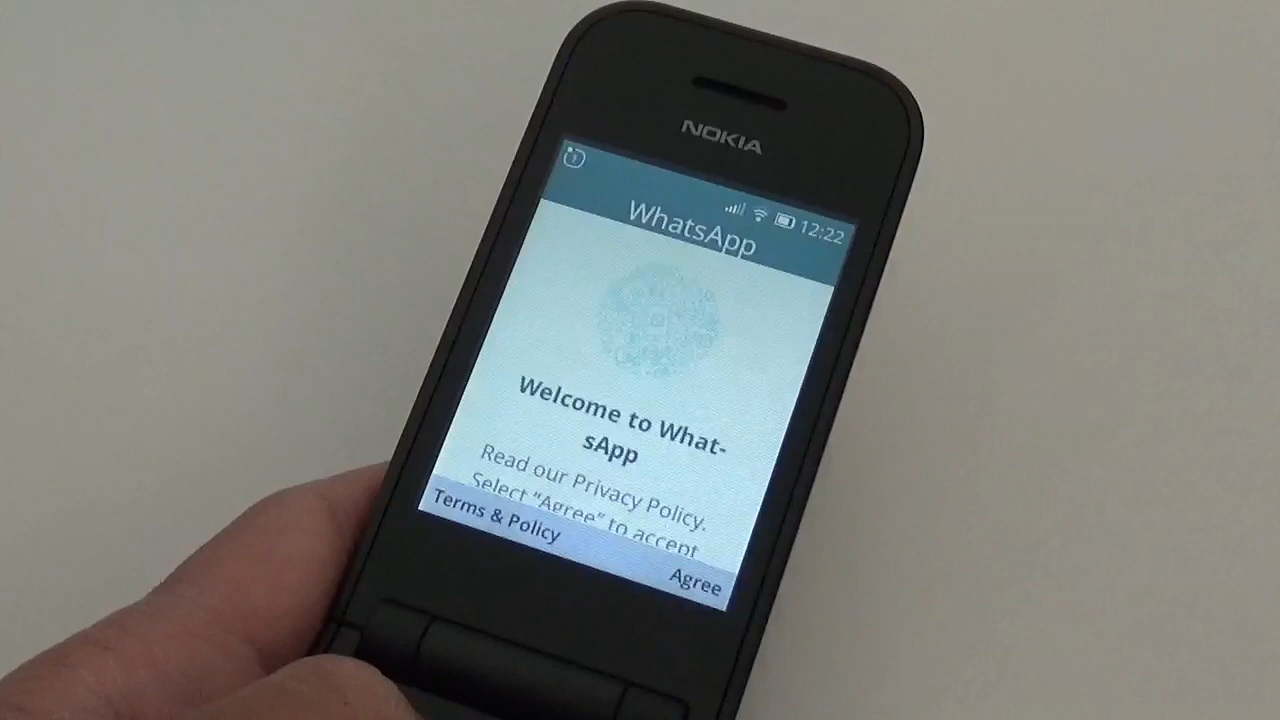 NOKIA
12:22
WhatsApp
Welcome to What-
sApp
Read our Privacy Policy.
Select “Agree” to accept
Terms & Policy
Agree